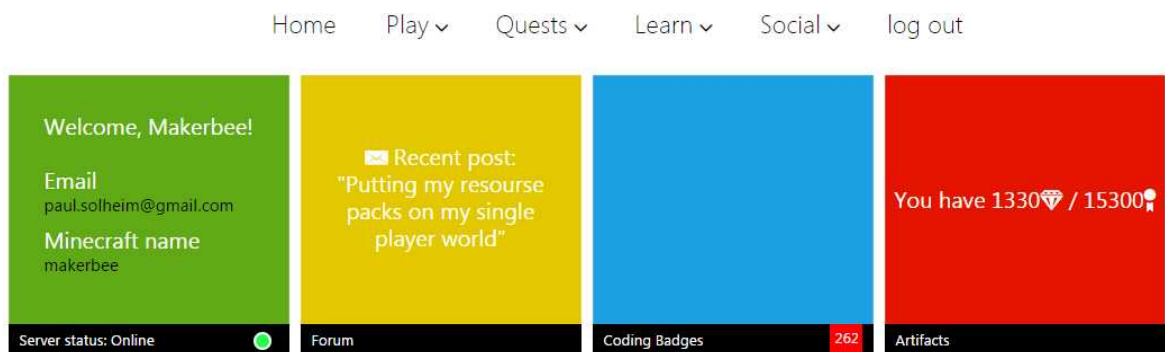 Home Play Quests Learn Social log out
Welcome, Makerbee!
Email
paul.solheim@gmail.com
Minecraft name
makerbee
Server status: Online
Recent post:
"Putting my resourse
packs on my single
player world"
Forum
Coding Badges 262
You have 1330 / 15300
Artifacts